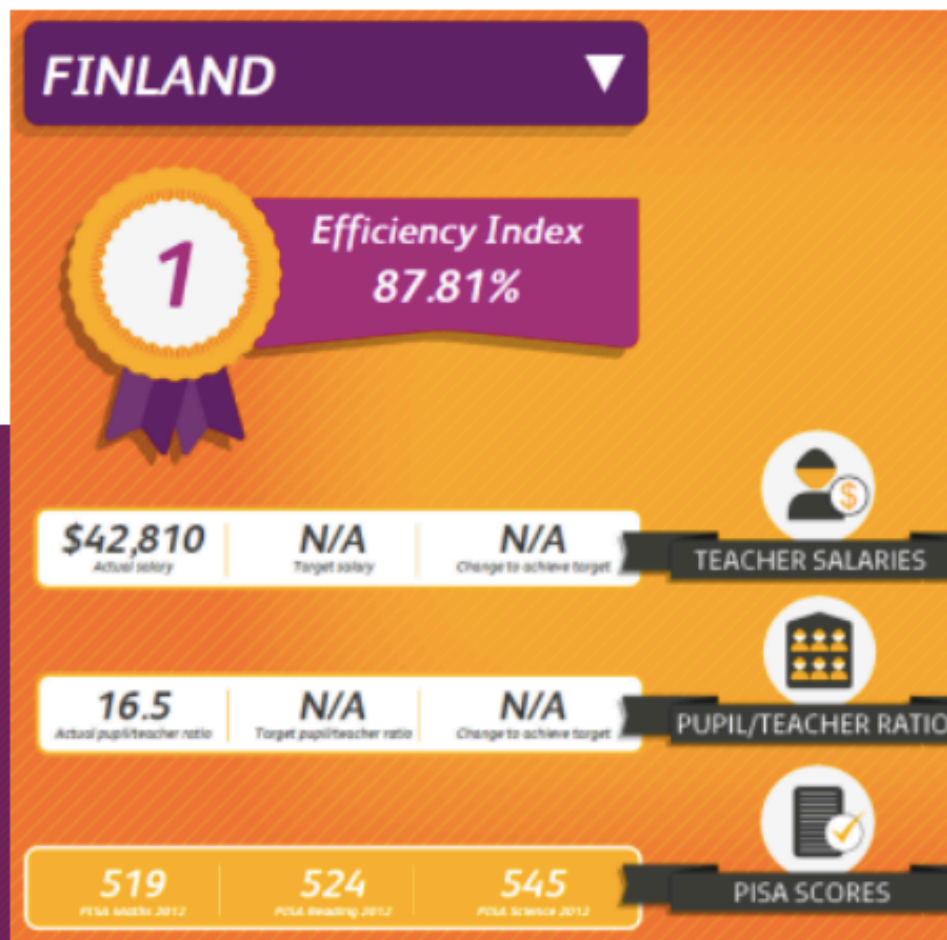 FINLAND
1
Efficiency Index
87.81%
$42,810 N/A N/A
Actual salary Target salary Change to achieve target
TEACHER SALARIES
16.5 N/A N/A
Actual pupil/teacher ratio Target pupil/teacher ratio Change to achieve target
PUPIL/TEACHER RATIO
519 524 545
PISA Maths 2012 PISA Reading 2012 PISA Science 2012
PISA SCORES